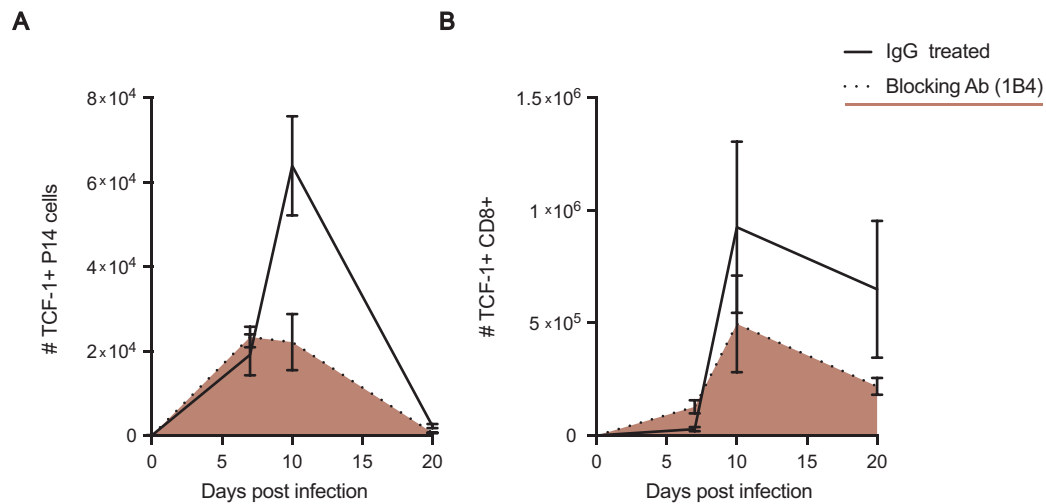 A
B
IgG treated
Blocking Ab (1B4)
8×10⁴
6×10⁴
4×10⁴
2×10⁴
0
# TCF-1+ P14 cells
0 5 10 15 20
Days post infection
1.5×10⁶
1×10⁶
5×10⁵
0
# TCF-1+ CD8+
0 5 10 15 20
Days post infection